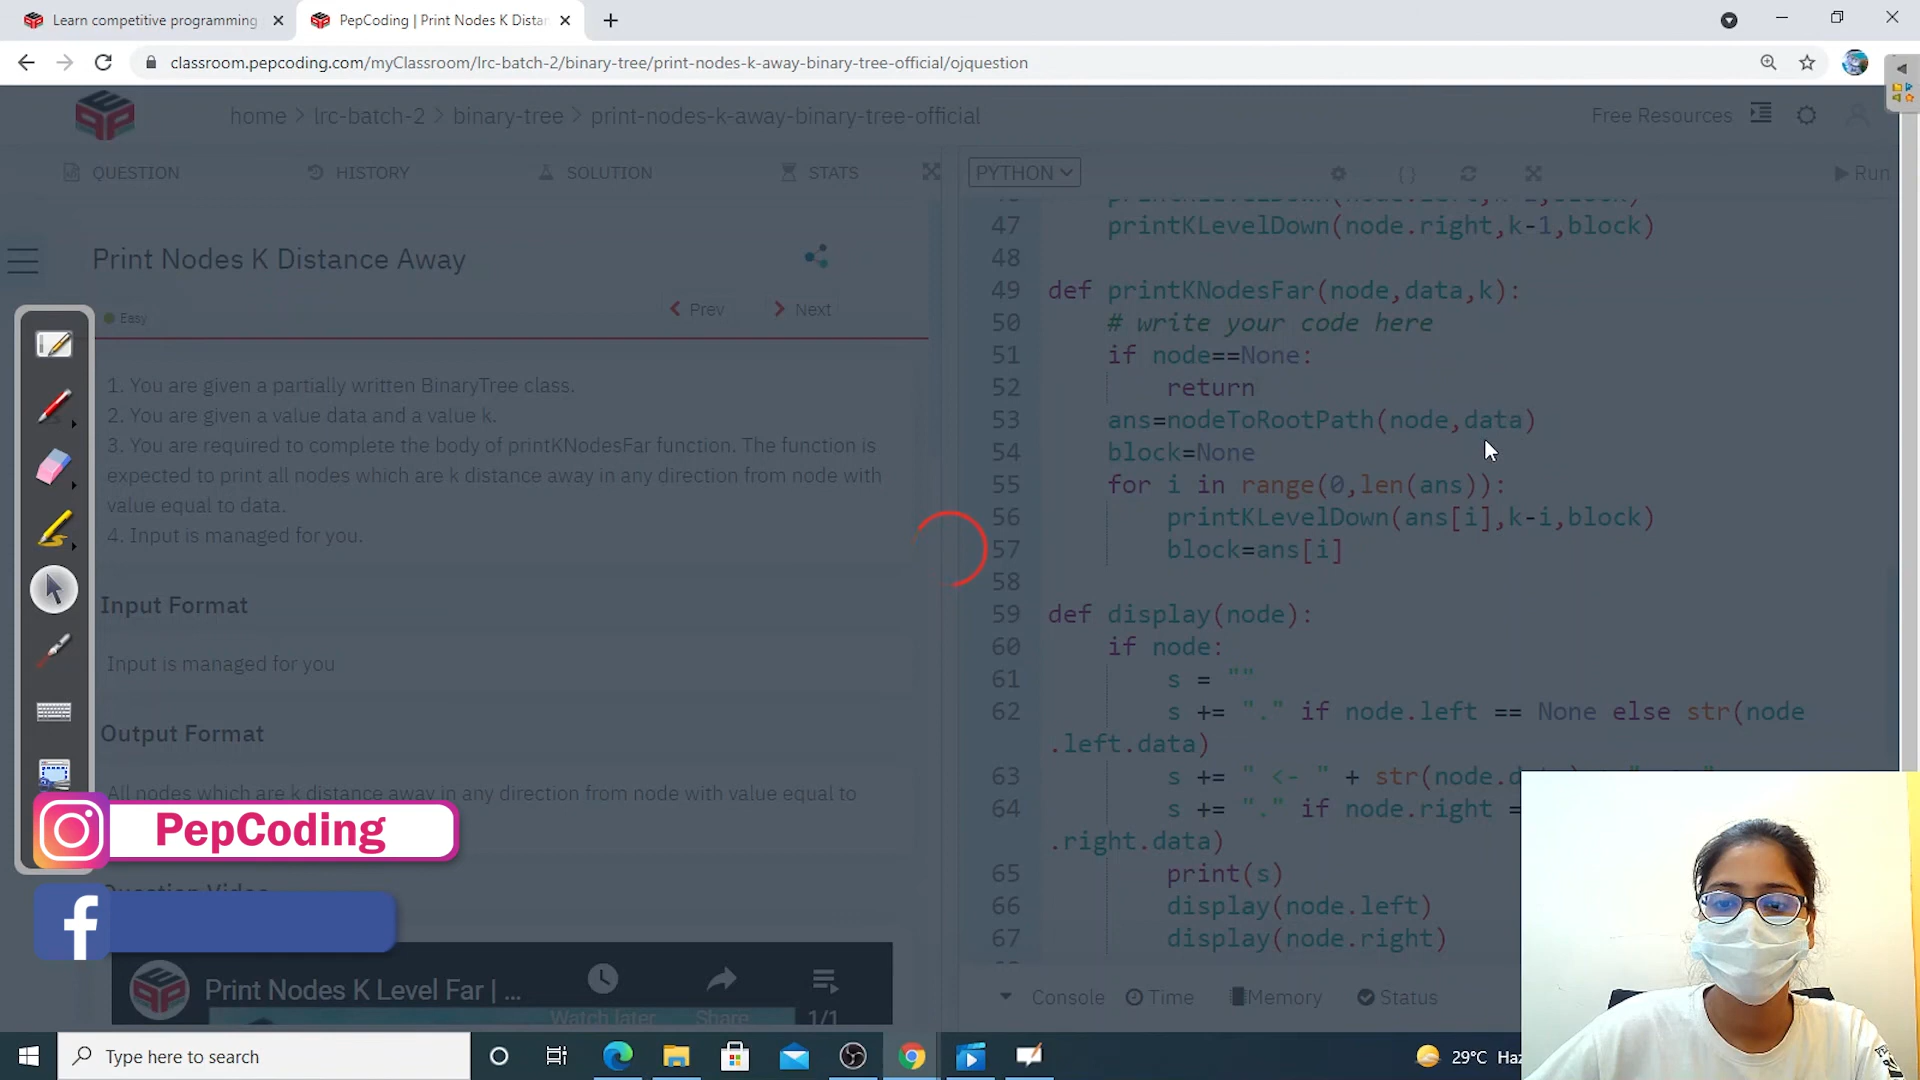 Learn competitive programming
PepCoding | Print Nodes K Distan
classroom.pepcoding.com/myClassroom/lrc-batch-2/binary-tree/print-nodes-k-away-binary-tree-official/ojquestion
home > lrc-batch-2 > binary-tree > print-nodes-k-away-binary-tree-official
Free Resources
QUESTION
HISTORY
SOLUTION
STATS
Print Nodes K Distance Away
Prev
Next
Easy
1. You are given a partially written BinaryTree class.
2. You are given a value data and a value k.
3. You are required to complete the body of printKNodesFar function. The function is
expected to print all nodes which are k distance away in any direction from node with
value equal to data.
4. Input is managed for you.
Input Format
Input is managed for you
Output Format
All nodes which are k distance away in any direction from node with value equal to
PepCoding
Question Video
Print Nodes K Level Far | ...
Watch later
Share
1/1
PYTHON
Run
47 printKLevelDown(node.right,k-1,block)
48
49 def printKNodesFar(node,data,k):
50 # write your code here
51 if node==None:
52 return
53 ans=nodeToRootPath(node,data)
54 block=None
55 for i in range(0,len(ans)):
56 printKLevelDown(ans[i],k-i,block)
57 block=ans[i]
58
59 def display(node):
60 if node:
61 s = ""
62 s += "." if node.left == None else str(node
.left.data)
63 s += " <- " + str(node.
64 s += "." if node.right =
.right.data)
65 print(s)
66 display(node.left)
67 display(node.right)
Console
Time
Memory
Status
Type here to search
29°C Haz